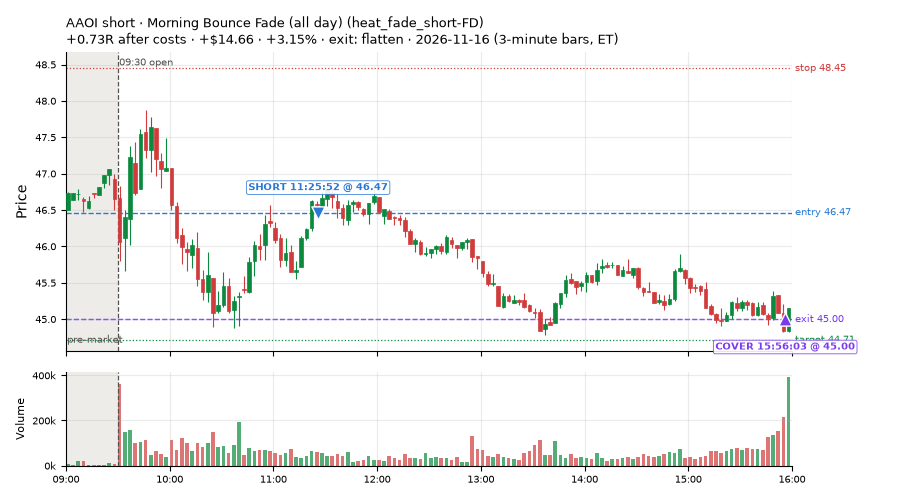 AAOI short · Morning Bounce Fade (all day) (heat_fade_short-FD)
+0.73R after costs · +$14.66 · +3.15% · exit: flatten · 2026-11-16 (3-minute bars, ET)
09:30 open
stop 48.45
48.5
48.0
47.5
47.0
46.5
46.0
45.5
45.0
Price
SHORT 11:25:52 @ 46.47
entry 46.47
exit 45.00
pre-market
target 44.71
COVER 15:56:03 @ 45.00
400k
200k
0k
Volume
09:00
10:00
11:00
12:00
13:00
14:00
15:00
16:00